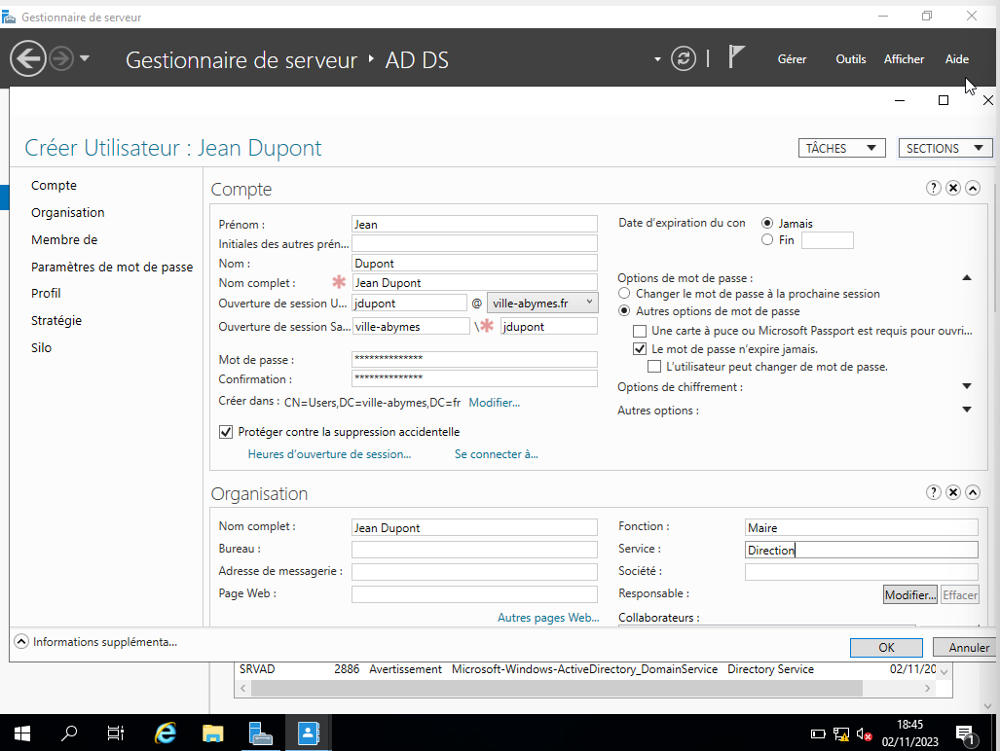 Gestionnaire de serveur
Gestionnaire de serveur ‣ AD DS
Gérer Outils Afficher Aide
Créer Utilisateur : Jean Dupont
TÂCHES SECTIONS
Compte
Organisation
Membre de
Paramètres de mot de passe
Profil
Stratégie
Silo
Compte
Prénom : Jean
Initiales des autres prén...
Nom : Dupont
Nom complet : Jean Dupont
Ouverture de session U... jdupont @ ville-abymes.fr
Ouverture de session Sa... ville-abymes \ jdupont
Mot de passe : **************
Confirmation : **************
Créer dans : CN=Users,DC=ville-abymes,DC=fr Modifier...
Protéger contre la suppression accidentelle
Heures d'ouverture de session... Se connecter à...
Date d'expiration du con Jamais
Fin
Options de mot de passe :
Changer le mot de passe à la prochaine session
Autres options de mot de passe
Une carte à puce ou Microsoft Passport est requis pour ouvri...
Le mot de passe n'expire jamais.
L'utilisateur peut changer de mot de passe.
Options de chiffrement :
Autres options :
Organisation
Nom complet : Jean Dupont
Bureau :
Adresse de messagerie :
Page Web :
Autres pages Web...
Fonction : Maire
Service : Direction
Société :
Responsable : Modifier... Effacer
Collaborateurs :
Informations supplémenta...
OK Annuler
SRVAD 2886 Avertissement Microsoft-Windows-ActiveDirectory_DomainService Directory Service 02/11/20
18:45
02/11/2023
1